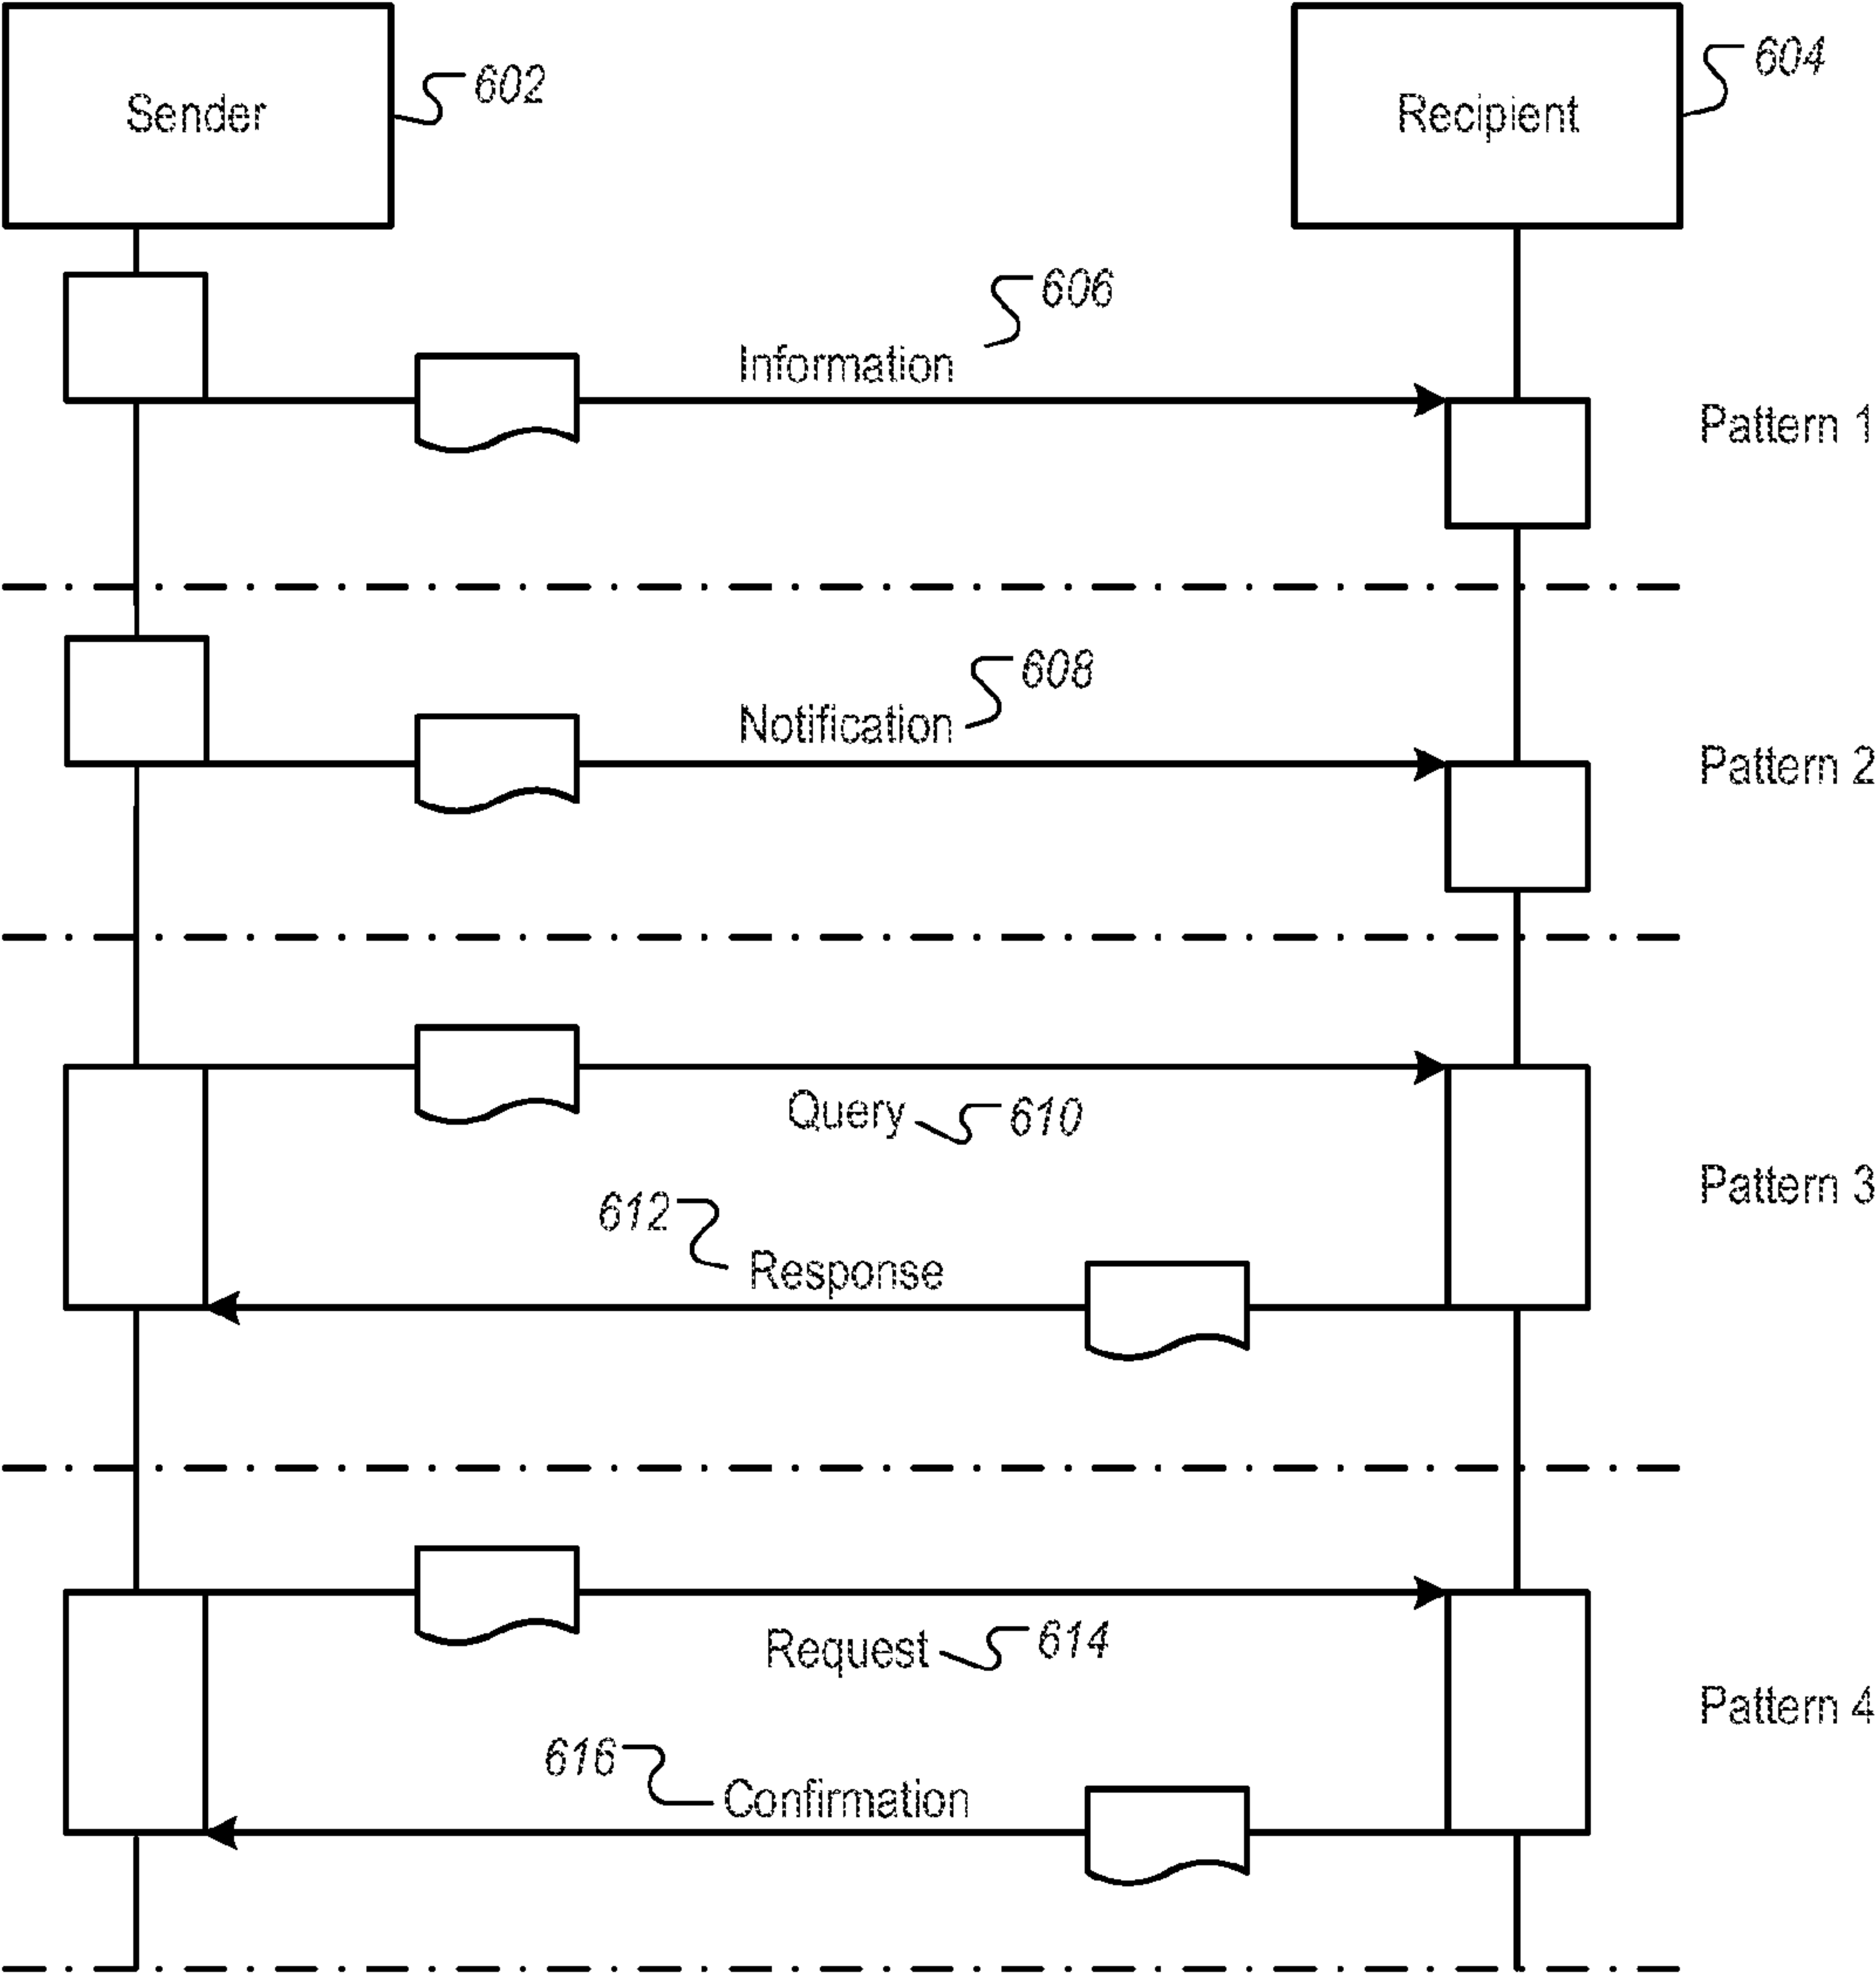 Sender
602
Recipient
604
Information
606
Pattern 1
Notification
608
Pattern 2
Query
610
612
Response
Pattern 3
Request
614
616
Confirmation
Pattern 4